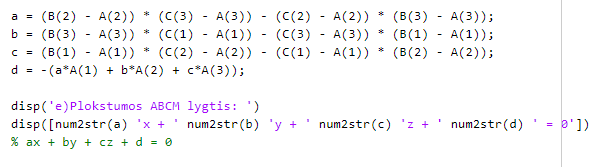 a = (B(2) - A(2)) * (C(3) - A(3)) - (C(2) - A(2)) * (B(3) - A(3));
b = (B(3) - A(3)) * (C(1) - A(1)) - (C(3) - A(3)) * (B(1) - A(1));
c = (B(1) - A(1)) * (C(2) - A(2)) - (C(1) - A(1)) * (B(2) - A(2));
d = -(a*A(1) + b*A(2) + c*A(3));
disp('e)Plokstumos ABCM lygtis: ')
disp([num2str(a) 'x + ' num2str(b) 'y + ' num2str(c) 'z + ' num2str(d) ' = 0'])
% ax + by + cz + d = 0